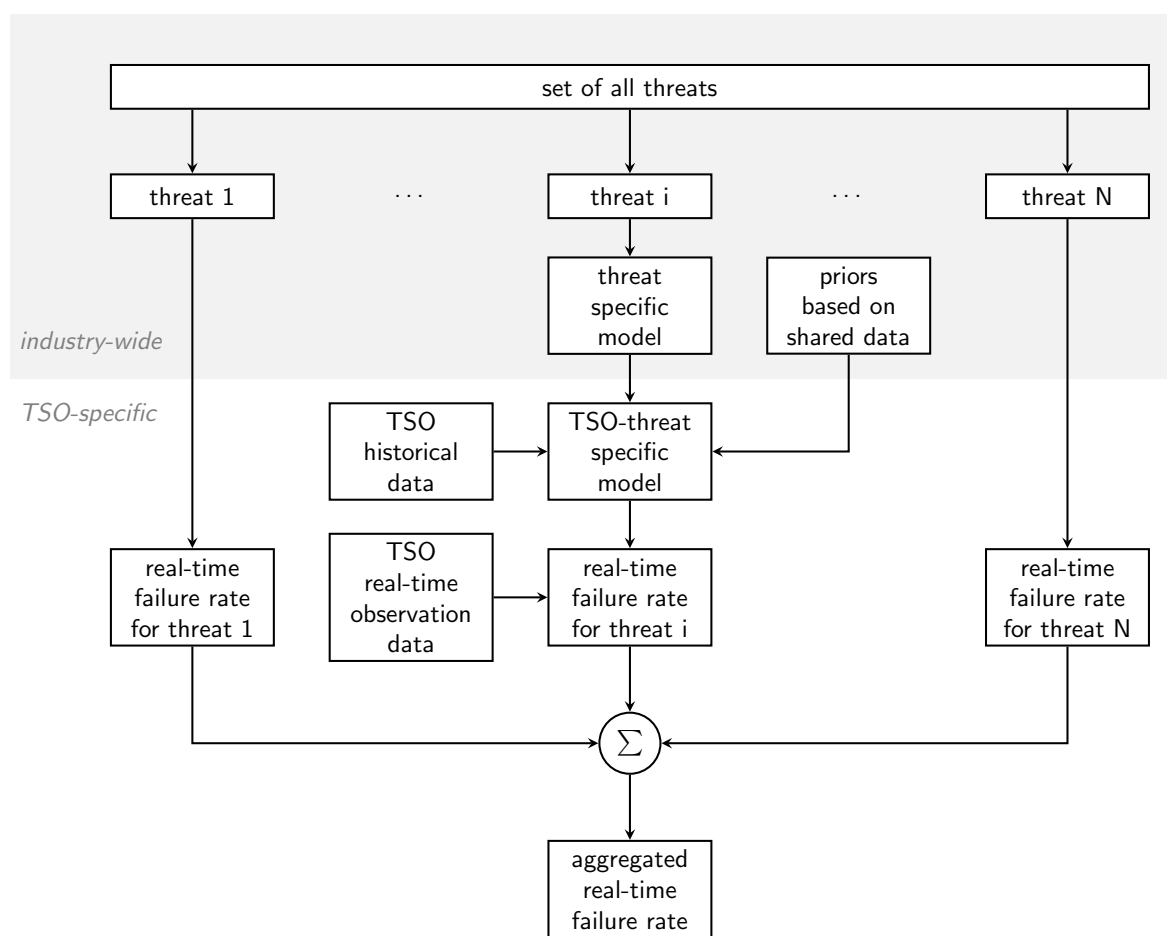 set of all threats
threat 1
. . .
threat i
. . .
threat N
threat
specific
model
priors
based on
shared data
industry-wide
TSO-specific
TSO
historical
data
TSO-threat
specific
model
real-time
failure rate
for threat 1
TSO
real-time
observation
data
real-time
failure rate
for threat i
real-time
failure rate
for threat N
Σ
aggregated
real-time
failure rate